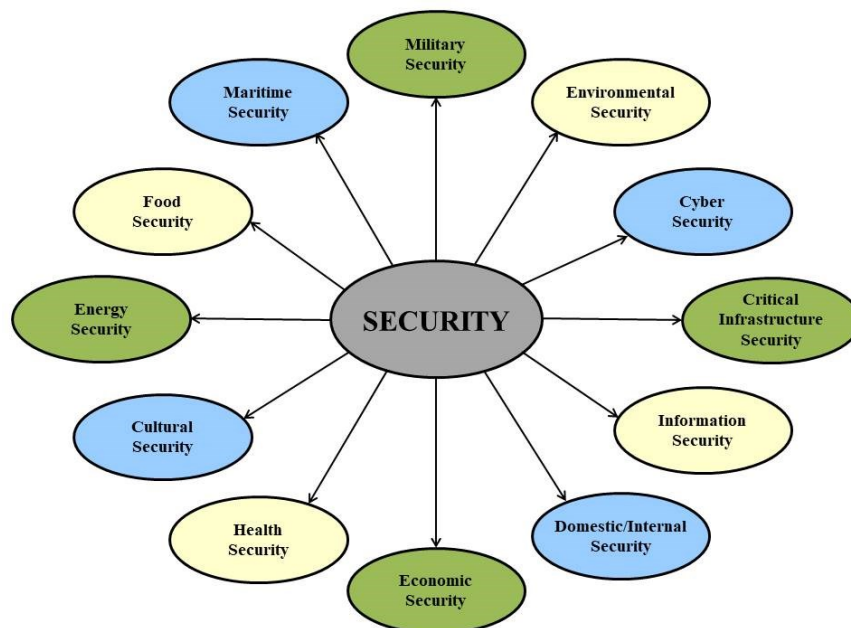 Military
Security
Maritime
Security
Environmental
Security
Food
Security
Cyber
Security
Energy
Security
SECURITY
Critical
Infrastructure
Security
Cultural
Security
Information
Security
Health
Security
Domestic/Internal
Security
Economic
Security